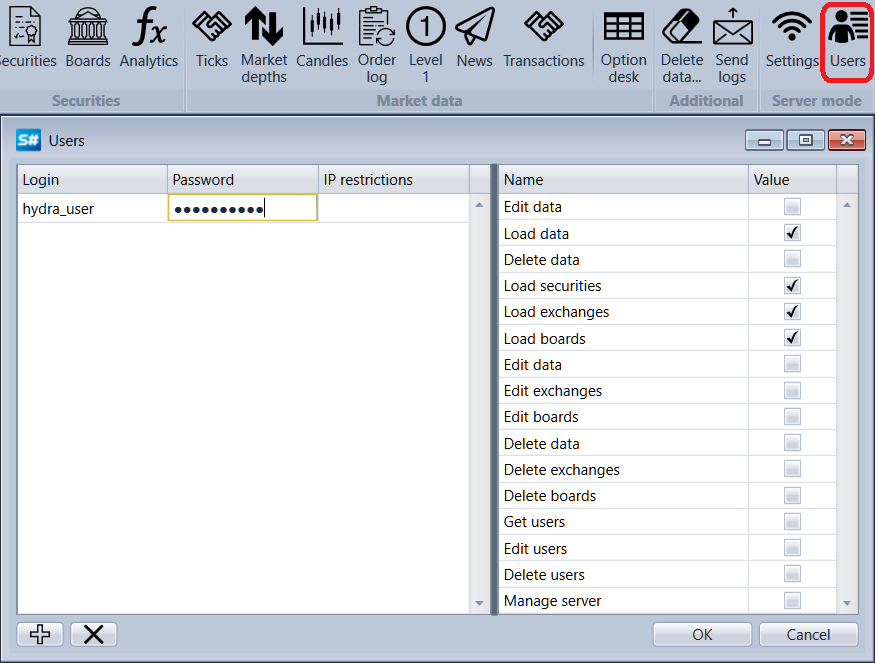 fx
1
ecurities Boards Analytics Ticks Market depths Candles Order log Level 1 News Transactions Option desk Delete data... Send logs Settings Users
Securities Market data Additional Server mode
S# Users
Login Password IP restrictions Name Value
hydra_user ●●●●●●●●●●
Edit data
Load data
Delete data
Load securities
Load exchanges
Load boards
Edit data
Edit exchanges
Edit boards
Delete data
Delete exchanges
Delete boards
Get users
Edit users
Delete users
Manage server
OK Cancel